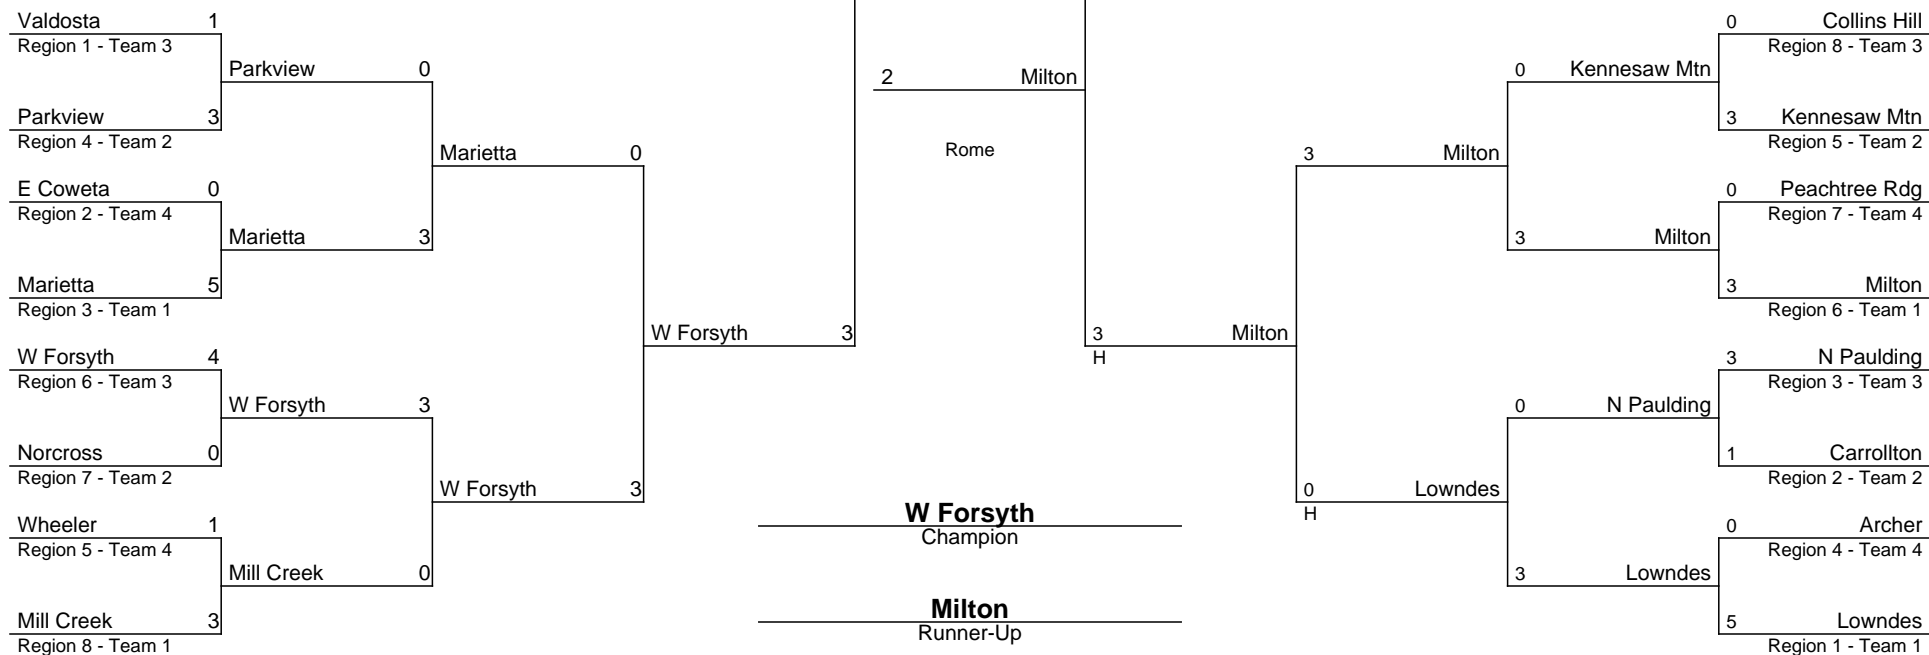 Valdosta 1
Region 1 - Team 3
Parkview 0
Parkview 3
Region 4 - Team 2
Marietta 0
E Coweta 0
Region 2 - Team 4
Marietta 3
Marietta 5
Region 3 - Team 1
W Forsyth 3
W Forsyth 4
Region 6 - Team 3
W Forsyth 3
Norcross 0
Region 7 - Team 2
W Forsyth 3
Wheeler 1
Region 5 - Team 4
Mill Creek 0
Mill Creek 3
Region 8 - Team 1
2 Milton
Rome
W Forsyth
Champion
Milton
Runner-Up
0 Collins Hill
Region 8 - Team 3
0 Kennesaw Mtn
3 Kennesaw Mtn
Region 5 - Team 2
3 Milton
0 Peachtree Rdg
Region 7 - Team 4
3 Milton
3 Milton
Region 6 - Team 1
3 Milton
H
3 N Paulding
Region 3 - Team 3
0 N Paulding
1 Carrollton
Region 2 - Team 2
0 Lowndes
H
0 Archer
Region 4 - Team 4
3 Lowndes
5 Lowndes
Region 1 - Team 1